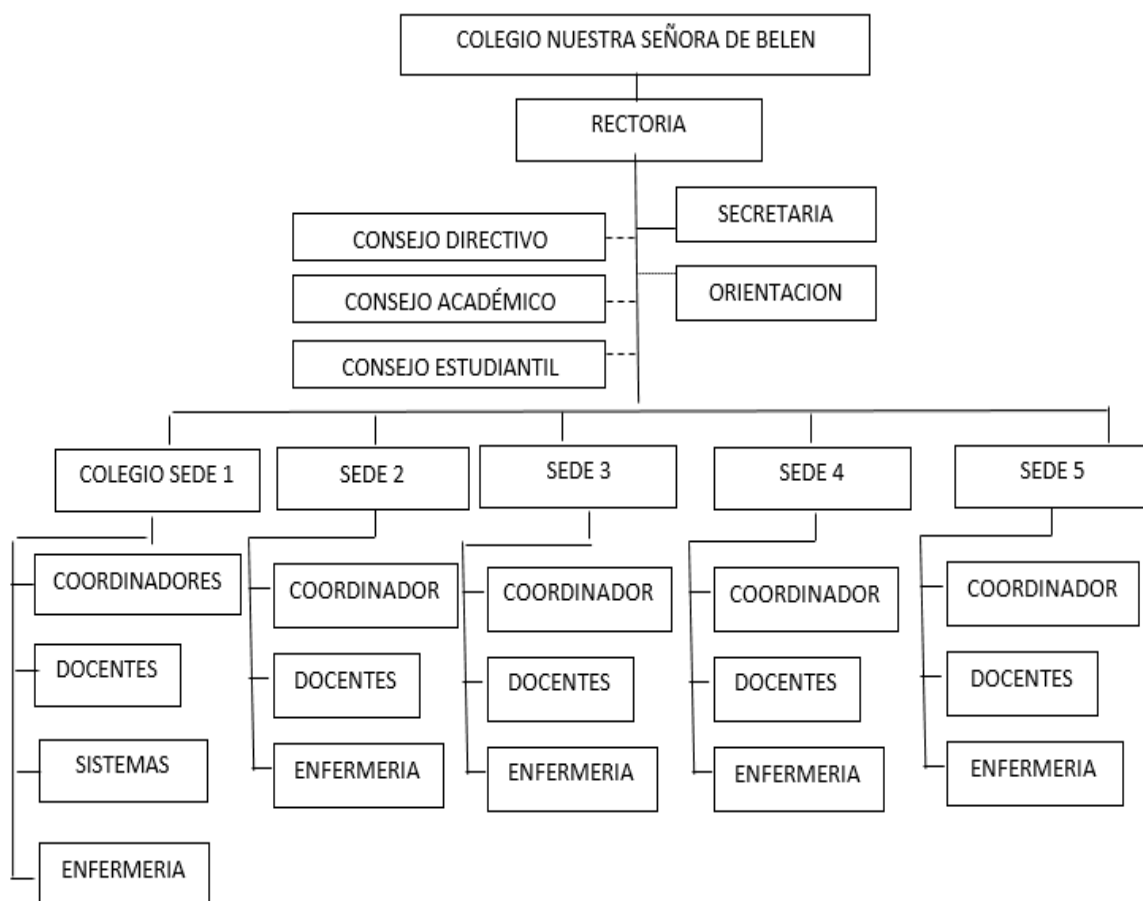 COLEGIO NUESTRA SEÑORA DE BELEN
RECTORIA
SECRETARIA
CONSEJO DIRECTIVO
ORIENTACION
CONSEJO ACADÉMICO
CONSEJO ESTUDIANTIL
COLEGIO SEDE 1
COORDINADORES
DOCENTES
SISTEMAS
ENFERMERIA
SEDE 2
COORDINADOR
DOCENTES
ENFERMERIA
SEDE 3
COORDINADOR
DOCENTES
ENFERMERIA
SEDE 4
COORDINADOR
DOCENTES
ENFERMERIA
SEDE 5
COORDINADOR
DOCENTES
ENFERMERIA